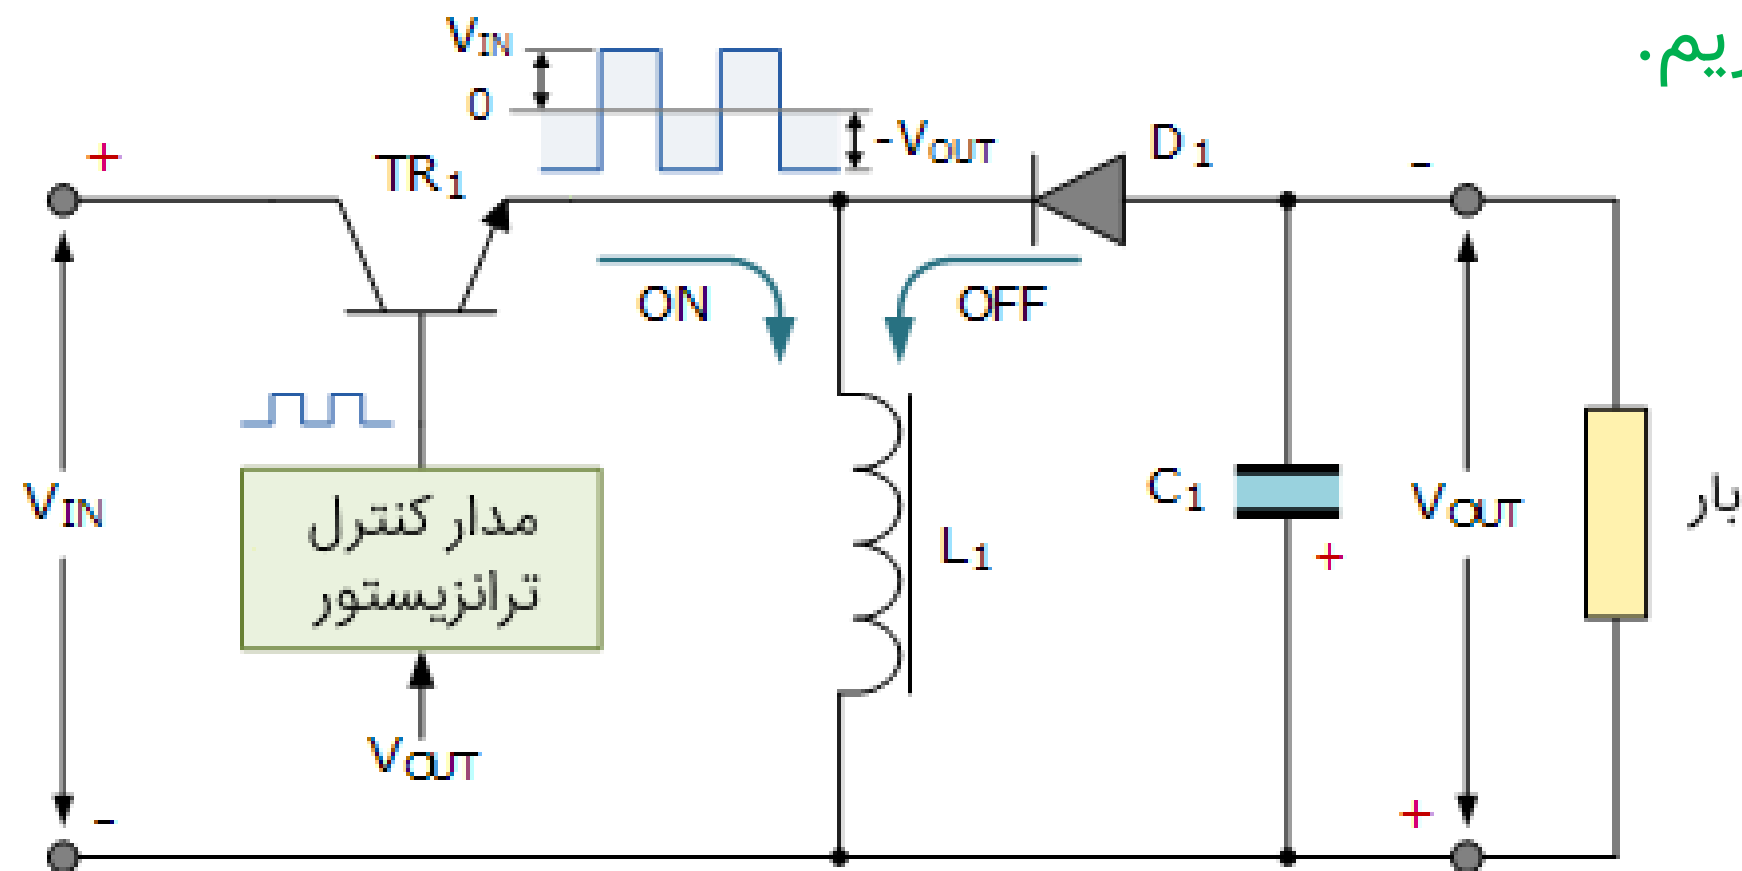 VIN
0
-VOUT
TR1
D1
+
-
ON
OFF
VIN
مدار کنترل
ترانزیستور
VOUT
L1
C1
+
VOUT
بار
-
+